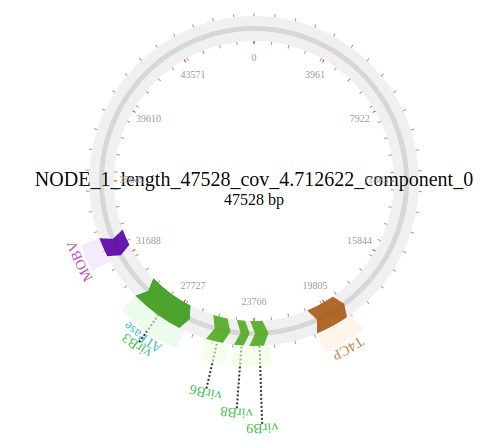 0
3961
7922
15844
19805
23766
27727
31688
39610
43571
NODE_1_length_47528_cov_4.712622_component_0
47528 bp
MOBV
virB3
virB6
virB8
virB9
T4CP